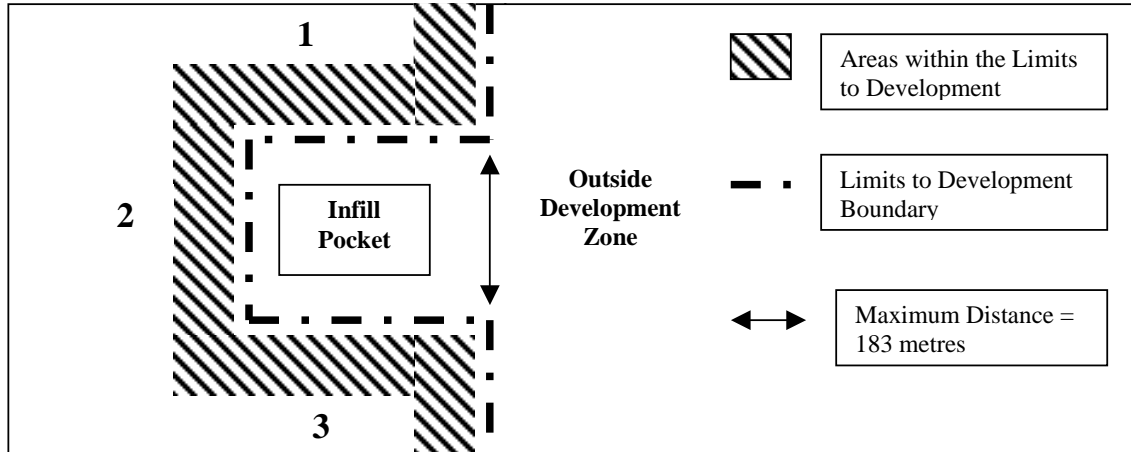 1
2
3
Infill
Pocket
Outside
Development
Zone
Areas within the Limits
to Development
Limits to Development
Boundary
Maximum Distance =
183 metres